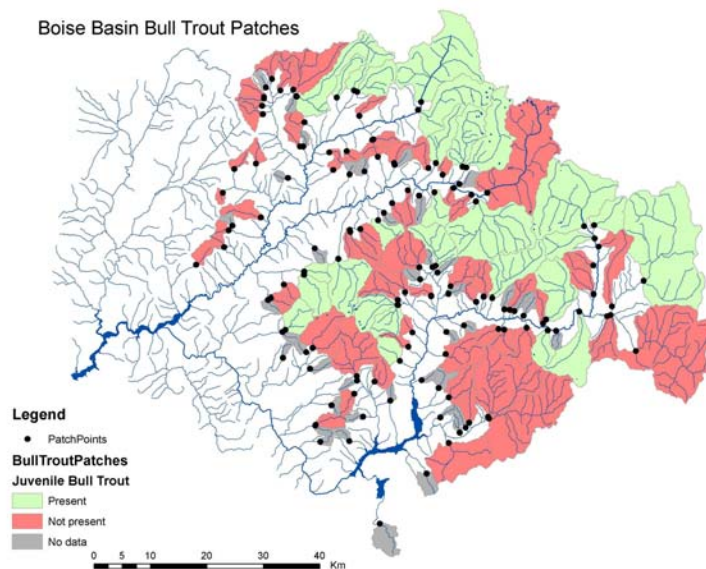 Boise Basin Bull Trout Patches
Legend
PatchPoints
BullTroutPatches
Juvenile Bull Trout
Present
Not present
No data
0 5 10 20 30 40
Km